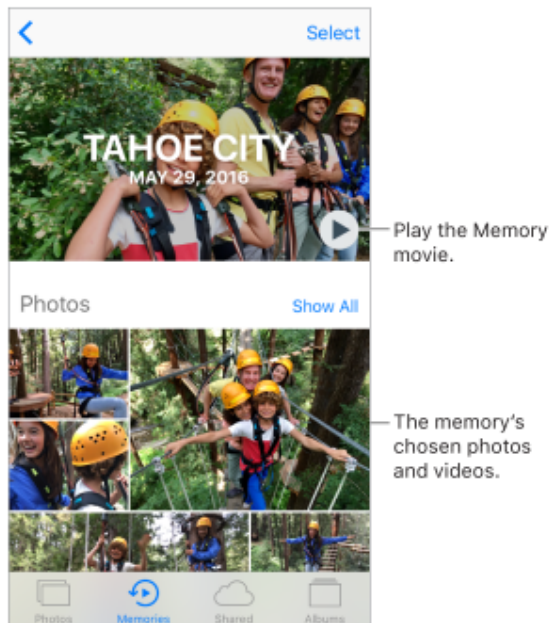 Select
TAHOE CITY
MAY 29, 2016
Play the Memory
movie.
Photos
Show All
The memory's
chosen photos
and videos.
Photos
Memories
Shared
Albums